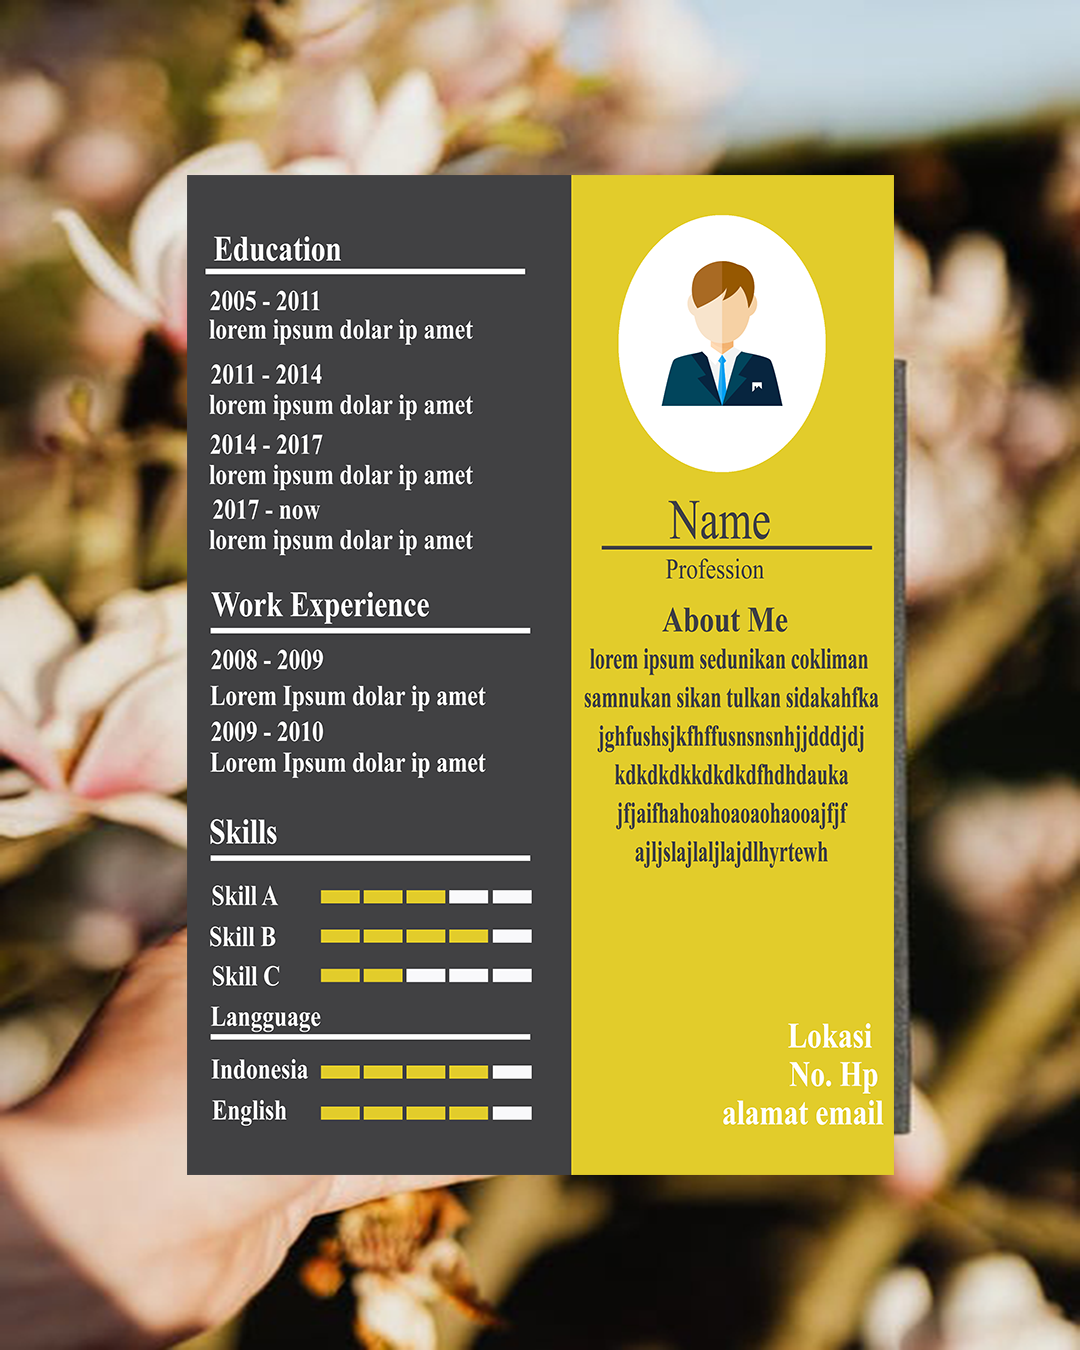 Education
2005 - 2011
lorem ipsum dolar ip amet
2011 - 2014
lorem ipsum dolar ip amet
2014 - 2017
lorem ipsum dolar ip amet
2017 - now
lorem ipsum dolar ip amet
Work Experience
2008 - 2009
Lorem Ipsum dolar ip amet
2009 - 2010
Lorem Ipsum dolar ip amet
Skills
Skill A
Skill B
Skill C
Langguage
Indonesia
English
Name
Profession
About Me
lorem ipsum sedunikan cokliman
samnukan sikan tulkan sidakahfka
jghfushsjkfhffusnsnsnhjjdddjdj
kdkdkdkkdkdkdfhdhdauka
jfjaifhahoahoaoaohaooajfjf
ajljslajlaljlajdlhyrtewh
Lokasi
No. Hp
alamat email